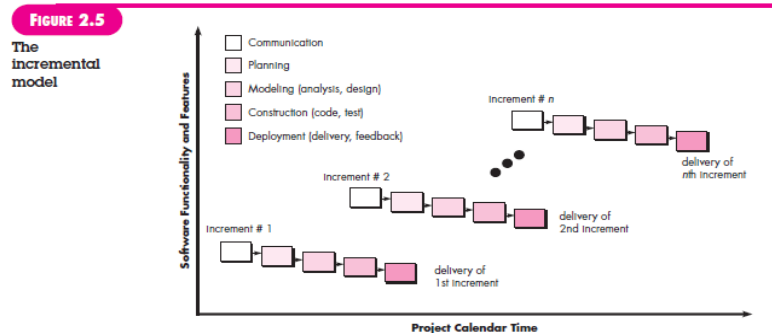 FIGURE 2.5
The
incremental
model
Software Functionality and Features
Communication
Planning
Modeling (analysis, design)
Construction (code, test)
Deployment (delivery, feedback)
Increment # n
delivery of
nth increment
Increment # 2
delivery of
2nd increment
Increment # 1
delivery of
1st increment
Project Calendar Time